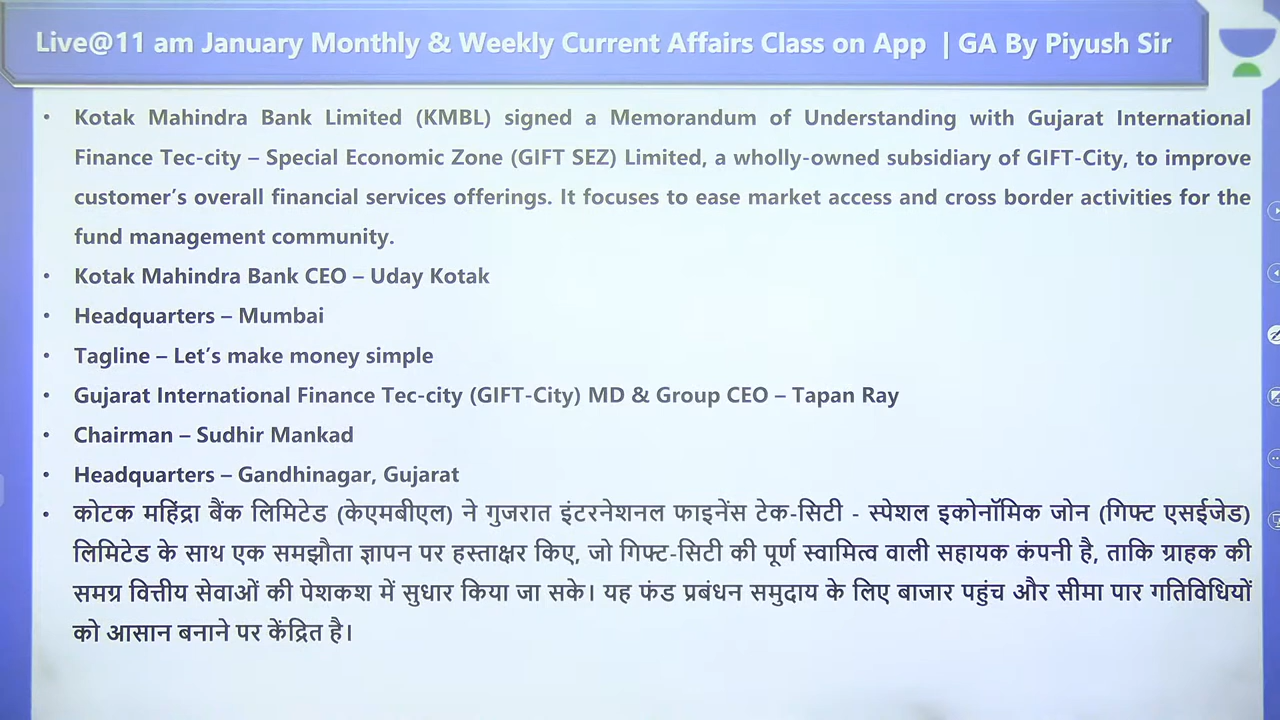 Live@11 am January Monthly & Weekly Current Affairs Class on App | GA By Piyush Sir
• Kotak Mahindra Bank Limited (KMBL) signed a Memorandum of Understanding with Gujarat International
Finance Tec-city – Special Economic Zone (GIFT SEZ) Limited, a wholly-owned subsidiary of GIFT-City, to improve
customer's overall financial services offerings. It focuses to ease market access and cross border activities for the
fund management community.
• Kotak Mahindra Bank CEO – Uday Kotak
• Headquarters – Mumbai
• Tagline – Let's make money simple
• Gujarat International Finance Tec-city (GIFT-City) MD & Group CEO – Tapan Ray
• Chairman – Sudhir Mankad
• Headquarters – Gandhinagar, Gujarat
• कोटक महिंद्रा बैंक लिमिटेड (केएमबीएल) ने गुजरात इंटरनेशनल फाइनेंस टेक-सिटी - स्पेशल इकोनॉमिक जोन (गिफ्ट एसईजेड)
लिमिटेड के साथ एक समझौता ज्ञापन पर हस्ताक्षर किए, जो गिफ्ट-सिटी की पूर्ण स्वामित्व वाली सहायक कंपनी है, ताकि ग्राहक की
समग्र वित्तीय सेवाओं की पेशकश में सुधार किया जा सके। यह फंड प्रबंधन समुदाय के लिए बाजार पहुंच और सीमा पार गतिविधियों
को आसान बनाने पर केंद्रित है।